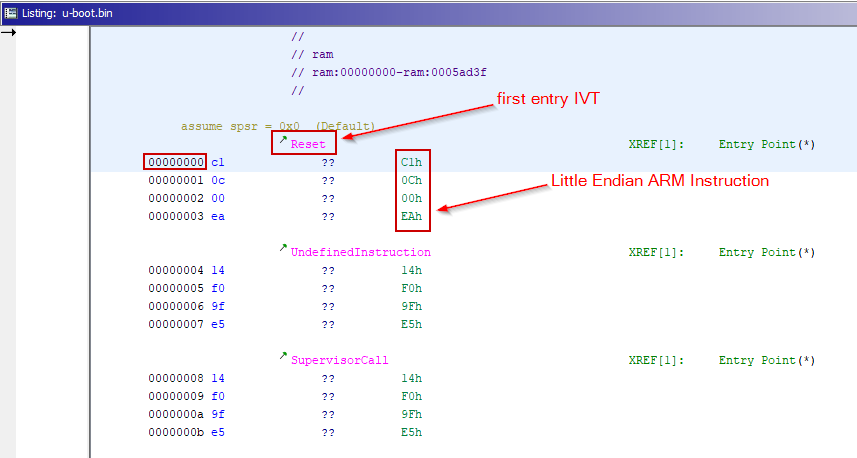 Listing: u-boot.bin
//
// ram
// ram:00000000-ram:0005ad3f
//
first entry IVT
assume spsr = 0x0 (Default)
Reset XREF[1]: Entry Point(*)
00000000 c1 ?? C1h
00000001 0c ?? 0Ch
Little Endian ARM Instruction
00000002 00 ?? 00h
00000003 ea ?? EAh
UndefinedInstruction XREF[1]: Entry Point(*)
00000004 14 ?? 14h
00000005 f0 ?? F0h
00000006 9f ?? 9Fh
00000007 e5 ?? E5h
SupervisorCall XREF[1]: Entry Point(*)
00000008 14 ?? 14h
00000009 f0 ?? F0h
0000000a 9f ?? 9Fh
0000000b e5 ?? E5h